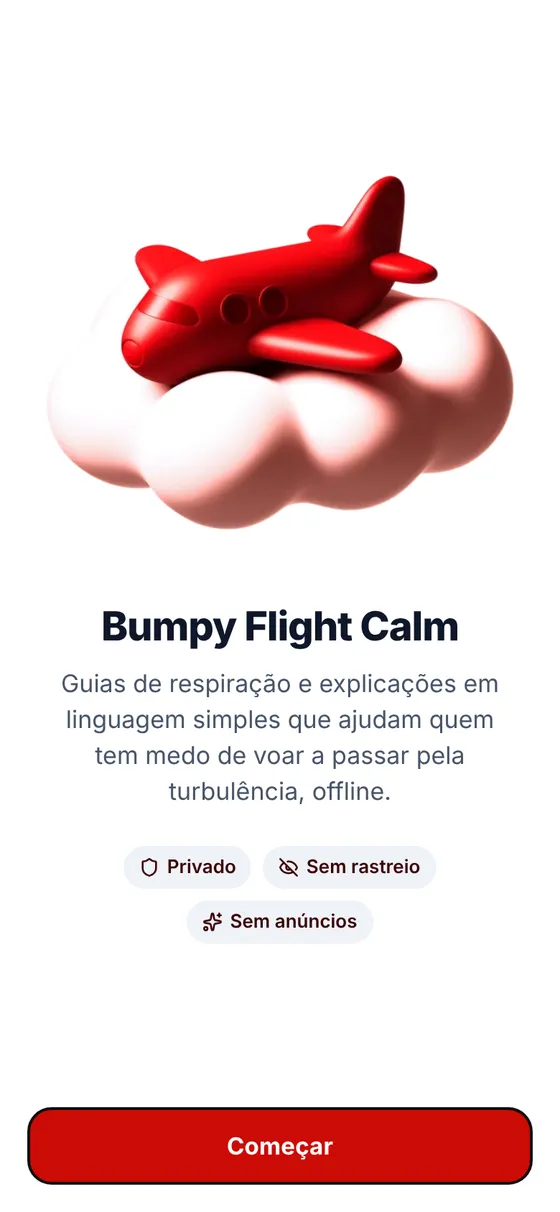 Bumpy Flight Calm
Guias de respiração e explicações em
linguagem simples que ajudam quem
tem medo de voar a passar pela
turbulência, offline.
Privado
Sem rastreio
Sem anúncios
Começar